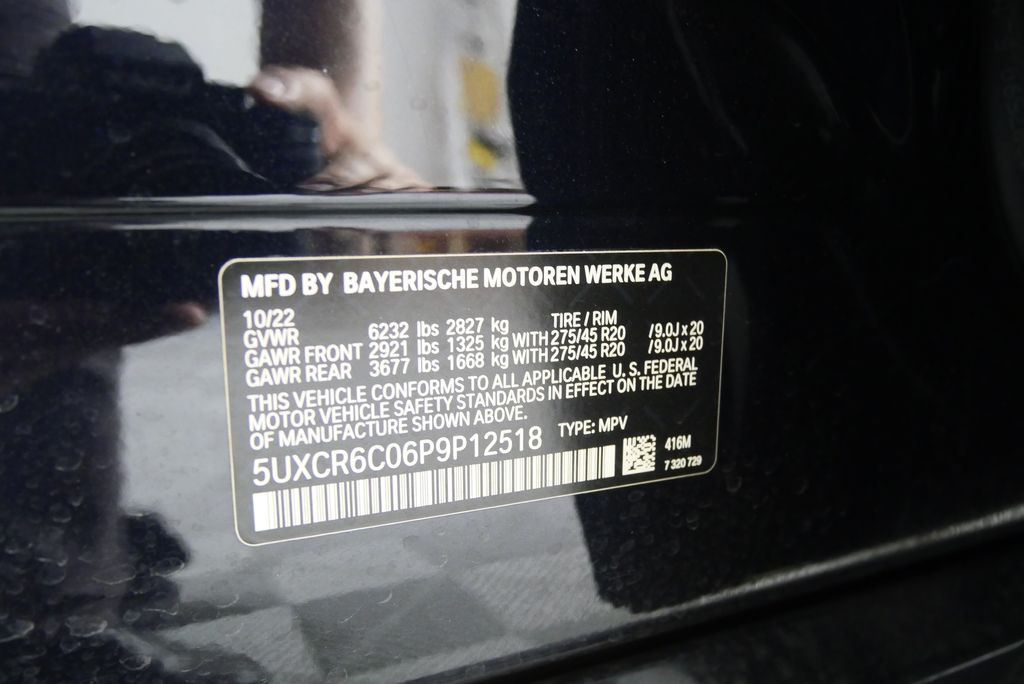 MFD BY BAYERISCHE MOTOREN WERKE AG
10/22 TIRE / RIM
GVWR 6232 lbs 2827 kg
GAWR FRONT 2921 lbs 1325 kg WITH 275/45 R20 /9.0J x 20
GAWR REAR 3677 lbs 1668 kg WITH 275/45 R20 /9.0J x 20
THIS VEHICLE CONFORMS TO ALL APPLICABLE U.S. FEDERAL
MOTOR VEHICLE SAFETY STANDARDS IN EFFECT ON THE DATE
OF MANUFACTURE SHOWN ABOVE.
5UXCR6C06P9P12518 TYPE: MPV
416M
7 320 729